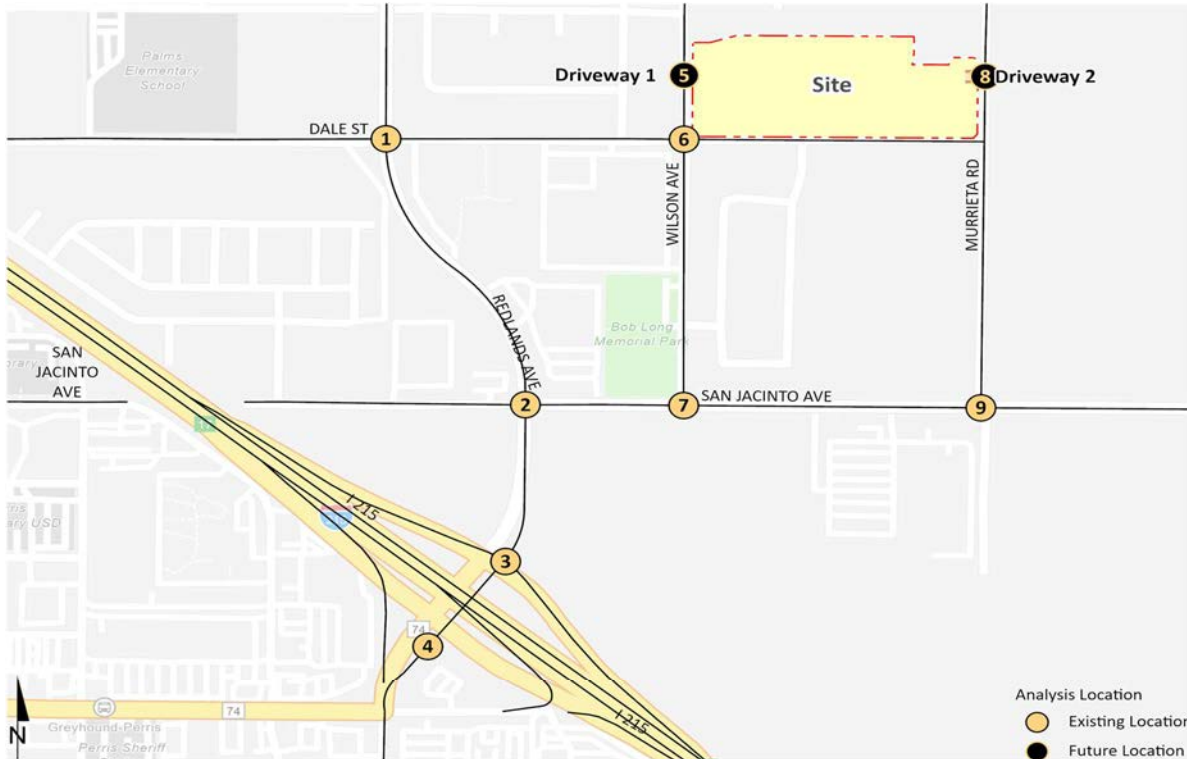 Palms
Elementary
School
Driveway 1
5
Site
8
Driveway 2
DALE ST
1
6
WILSON AVE
MURRIETA RD
REDLANDS AVE
Bob Long
Memorial Park
SAN
JACINTO
AVE
2
7
SAN JACINTO AVE
9
I 215
3
74
4
74
Greyhound-Perris
Perris Sheriff
I 215
N
Analysis Location
Existing Location
Future Location